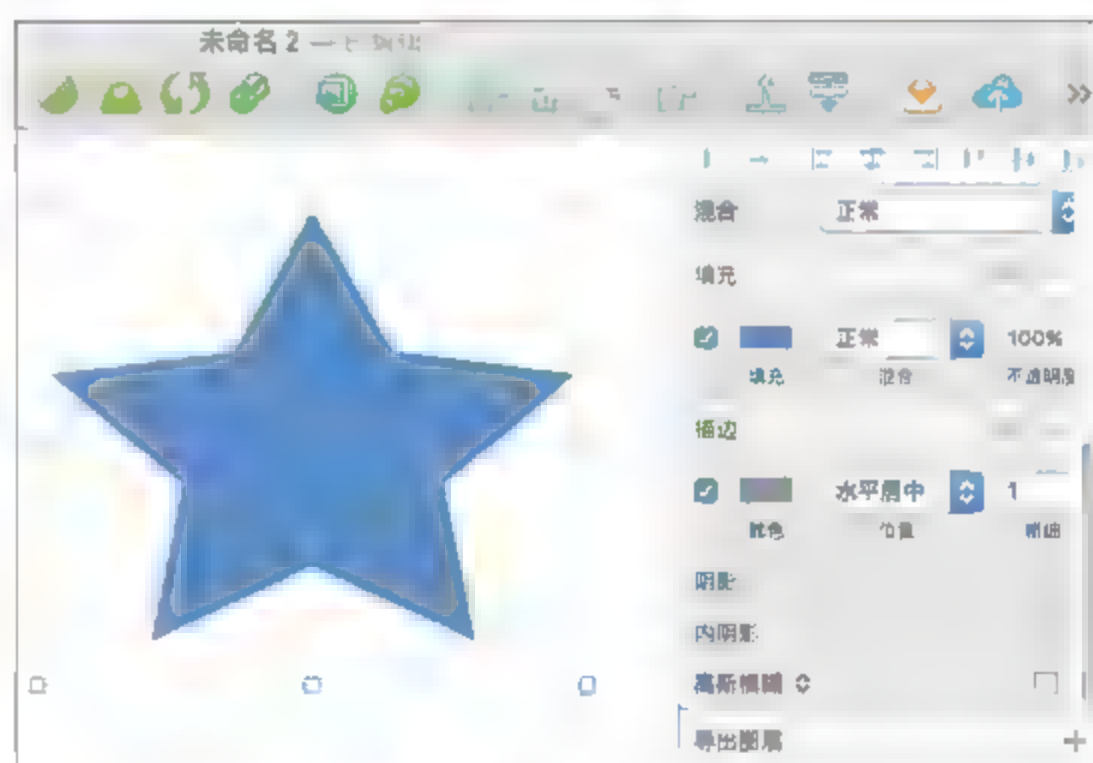 未命名 2 —
混合 正常
填充
正常 100%
填充 混合 不透明度
描边
水平居中 1
颜色 位置 粗细
阴影
内阴影
高斯模糊
导出图层